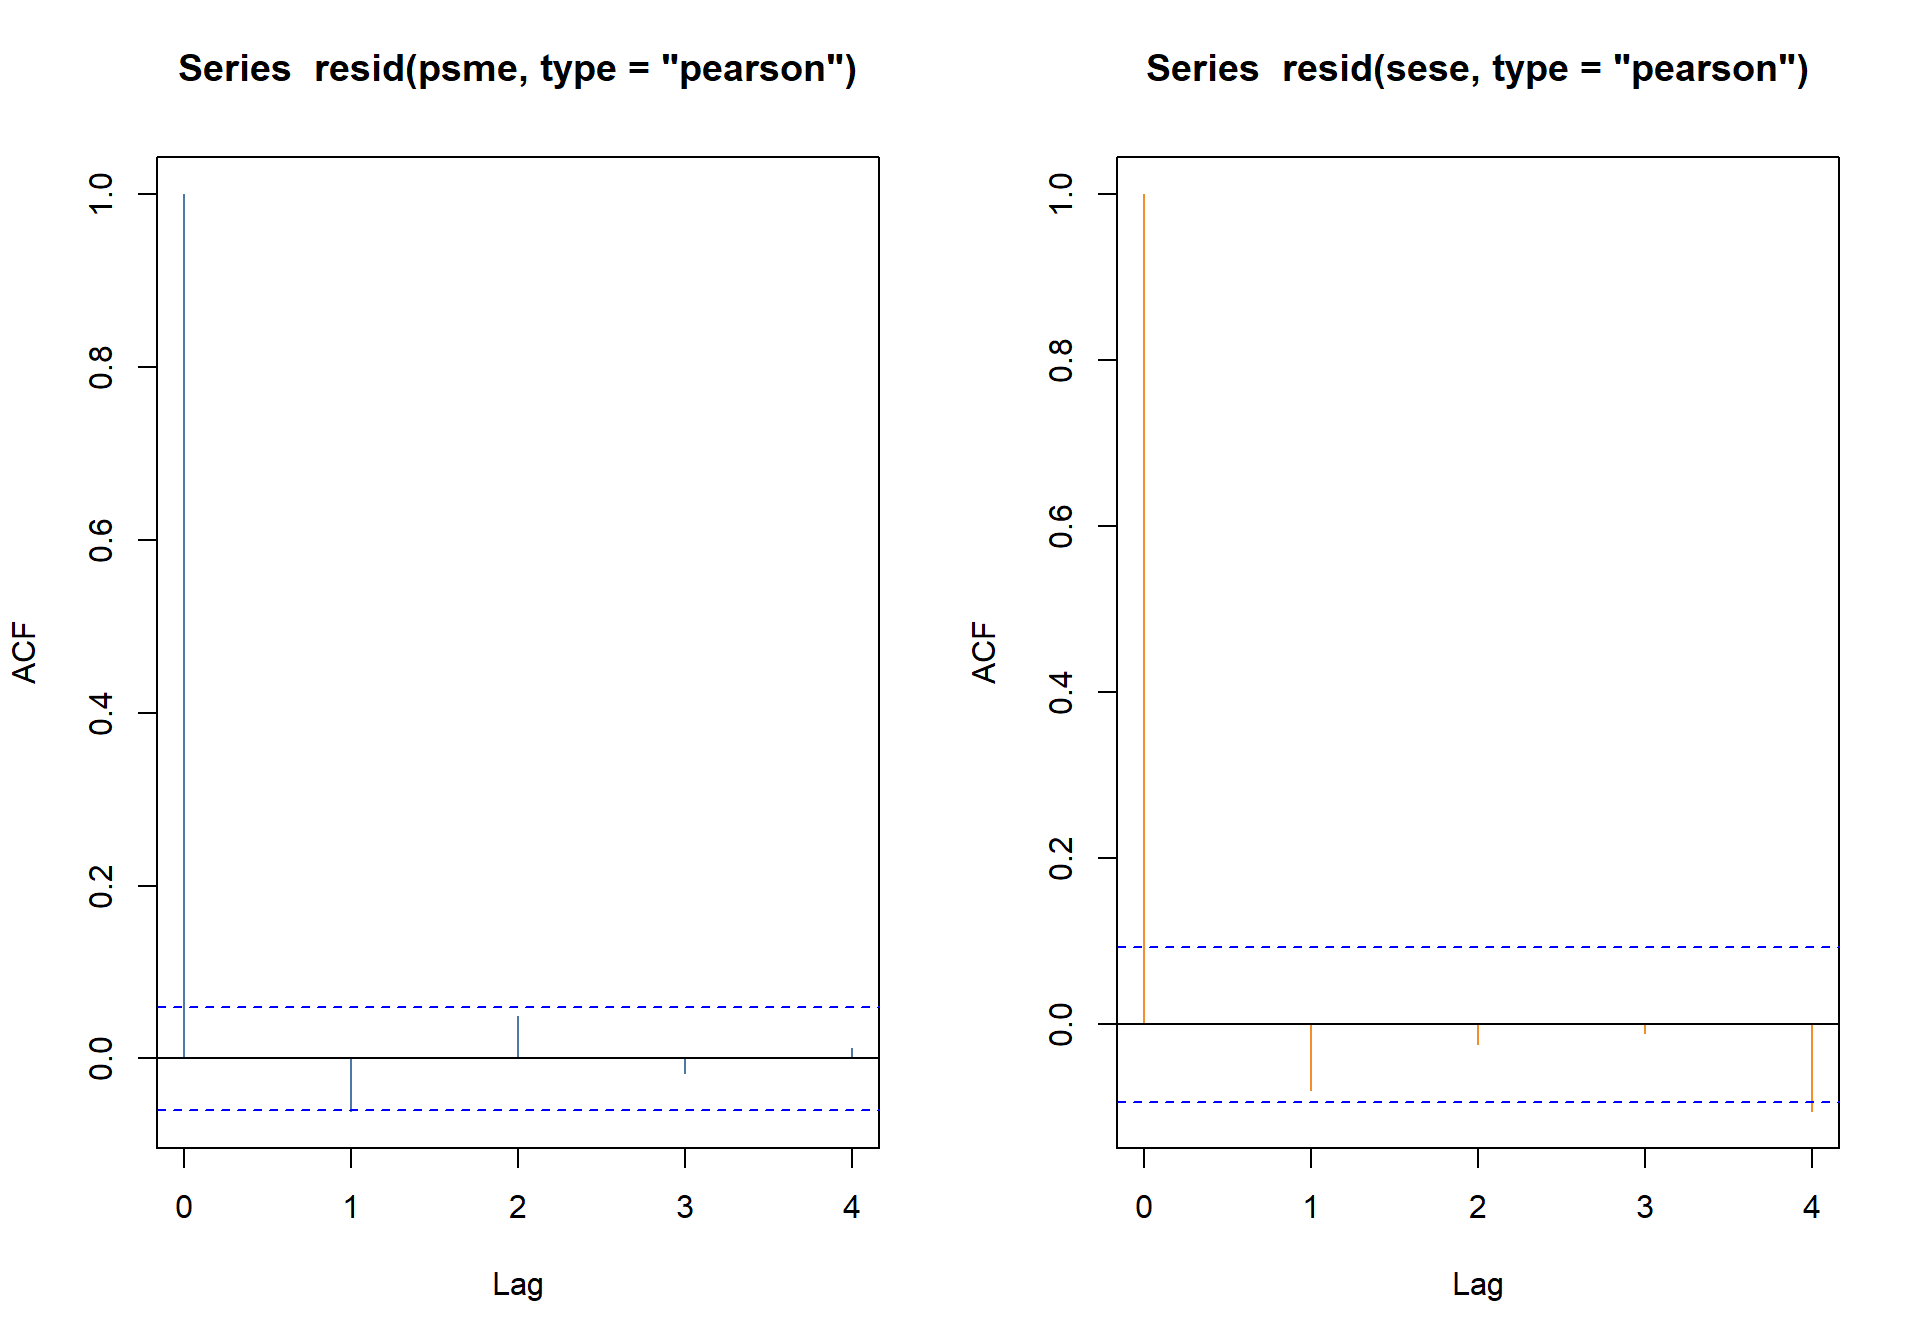 Series  resid(psme, type = "pearson")
ACF
1.0
0.8
0.6
0.4
0.2
0.0
0 1 2 3 4
Lag
Series  resid(sese, type = "pearson")
ACF
1.0
0.8
0.6
0.4
0.2
0.0
0 1 2 3 4
Lag